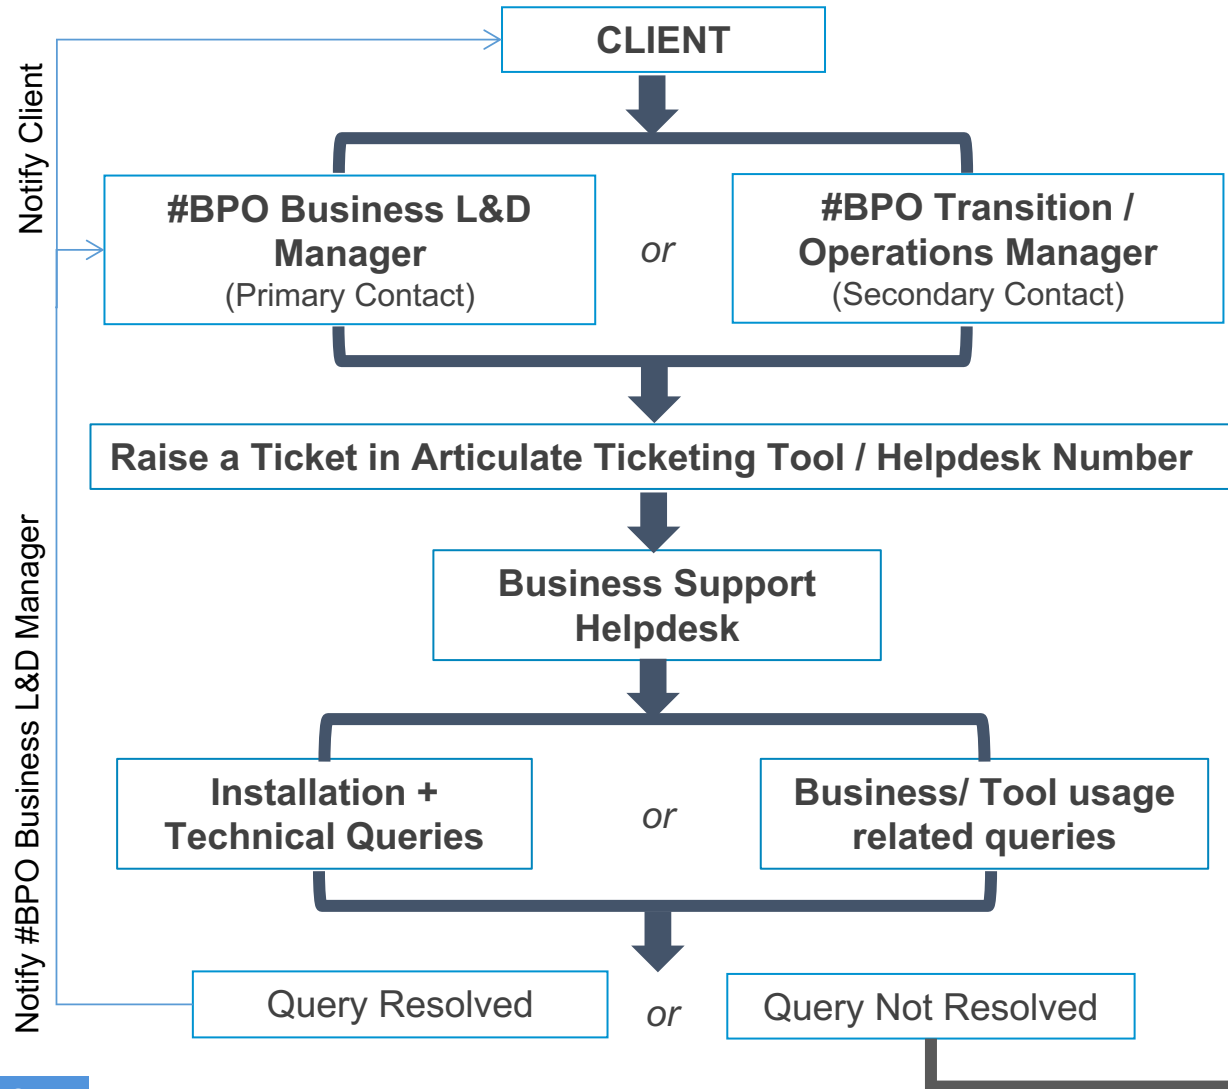 CLIENT
Notify Client
#BPO Business L&D
Manager
(Primary Contact)
or
#BPO Transition /
Operations Manager
(Secondary Contact)
Raise a Ticket in Articulate Ticketing Tool / Helpdesk Number
Business Support
Helpdesk
Notify #BPO Business L&D Manager
Installation +
Technical Queries
or
Business/ Tool usage
related queries
Query Resolved
or
Query Not Resolved